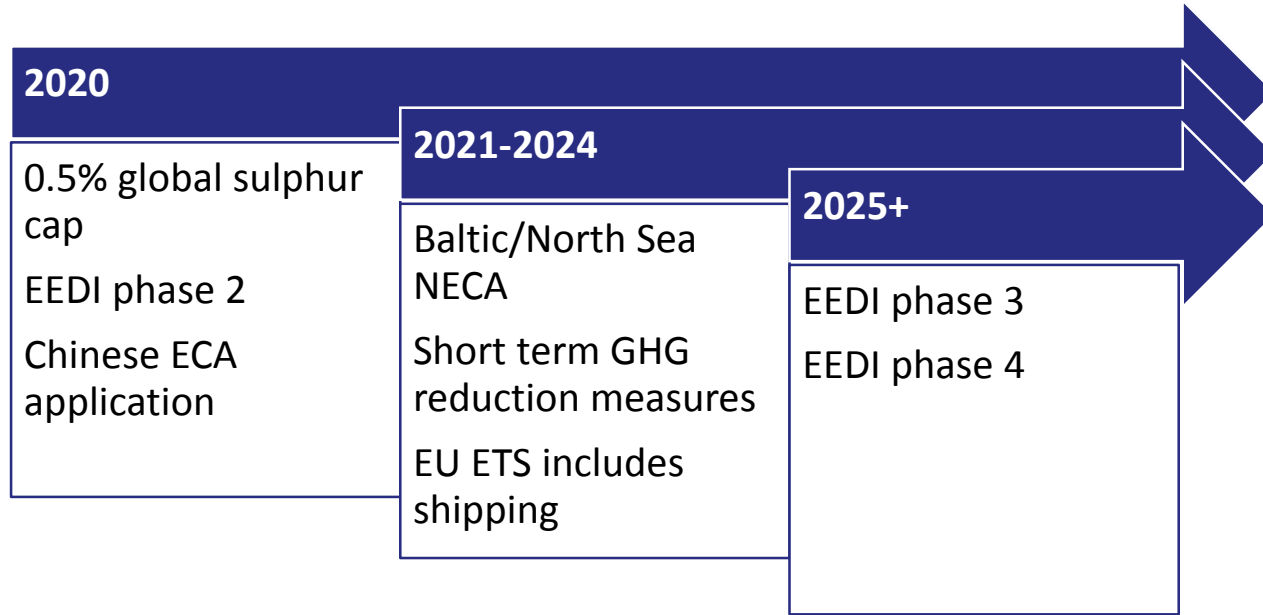 2020
0.5% global sulphur
cap
EEDI phase 2
Chinese ECA
application
2021-2024
Baltic/North Sea
NECA
Short term GHG
reduction measures
EU ETS includes
shipping
2025+
EEDI phase 3
EEDI phase 4